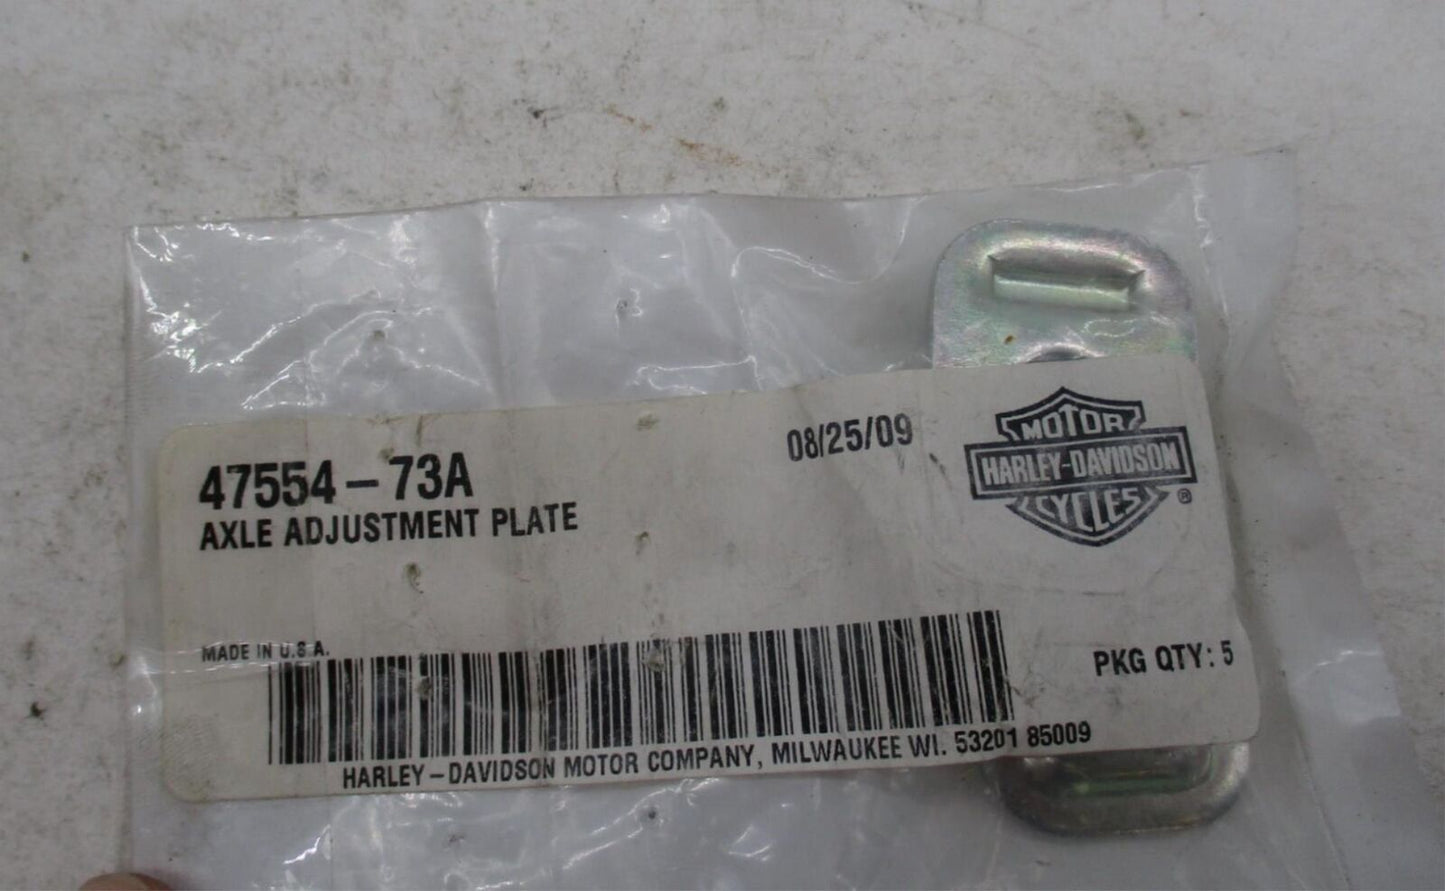 08/25/09
MOTOR
HARLEY-DAVIDSON
CYCLES
®
47554-73A
AXLE ADJUSTMENT PLATE
MADE IN U.S.A.
PKG QTY: 5
HARLEY-DAVIDSON MOTOR COMPANY, MILWAUKEE WI. 53201 85009